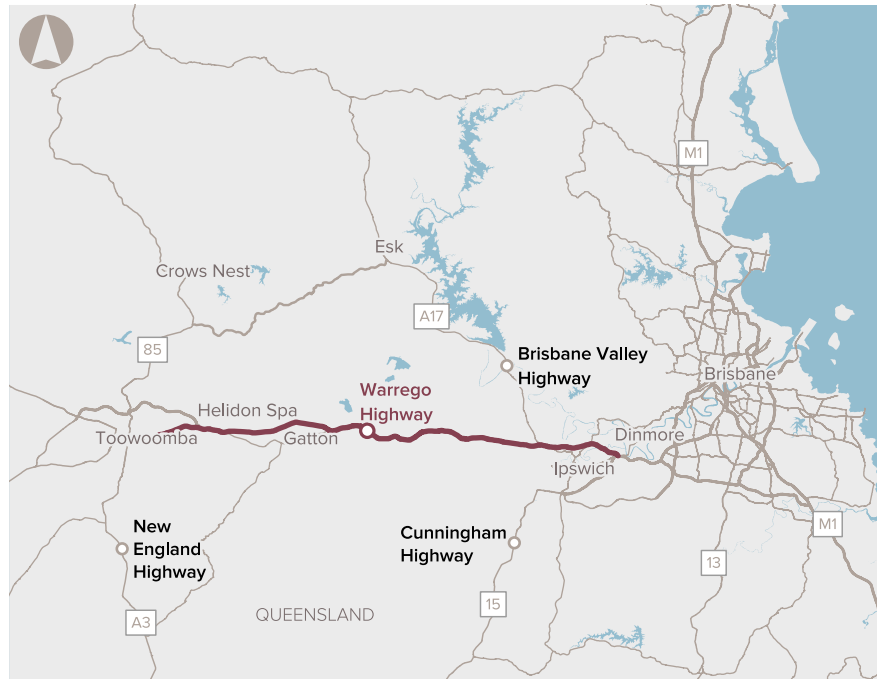 M1
Esk
Crows Nest
A17
85
Brisbane Valley
Highway
Brisbane
Warrego
Highway
Helidon Spa
Toowoomba
Gatton
Dinmore
Ipswich
New
England
Highway
Cunningham
Highway
M1
13
15
A3
QUEENSLAND